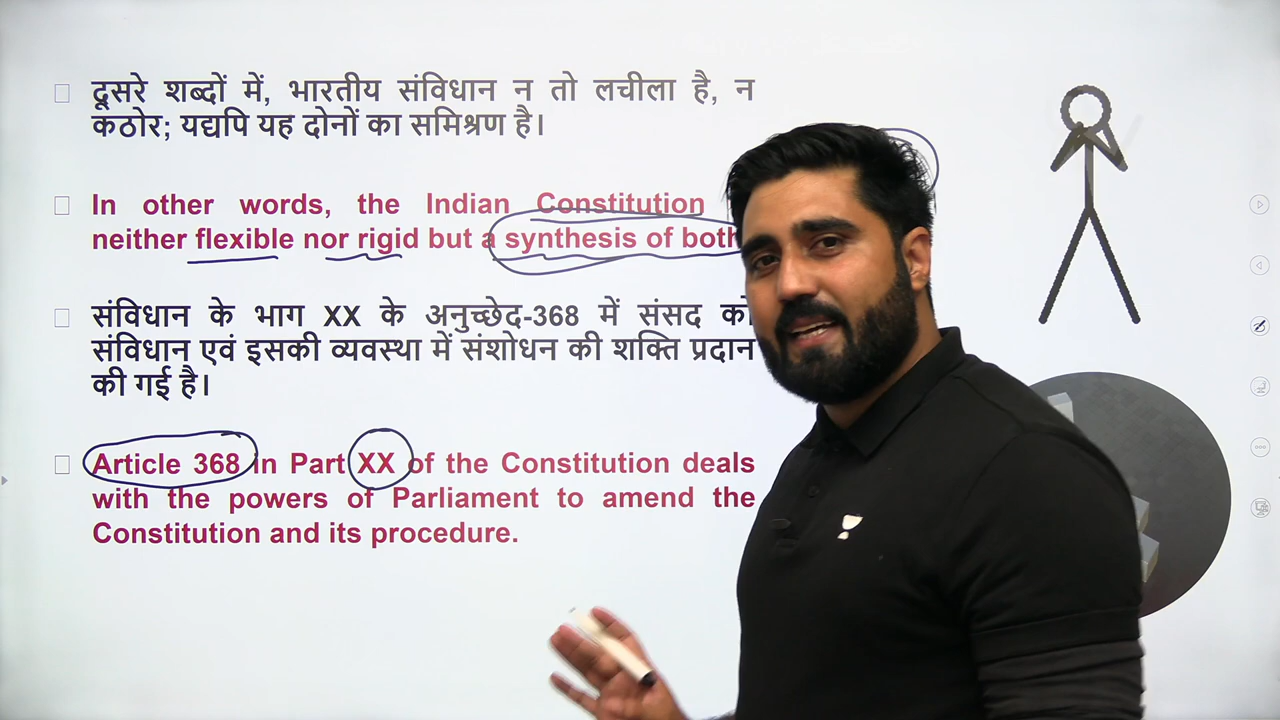 दूसरे शब्दों में, भारतीय संविधान न तो लचीला है, न
कठोर; यद्यपि यह दोनों का समिश्रण है।
In other words, the Indian Constitution
neither flexible nor rigid but a synthesis of both
संविधान के भाग XX के अनुच्छेद-368 में संसद को
संविधान एवं इसकी व्यवस्था में संशोधन की शक्ति प्रदान
की गई है।
Article 368 in Part XX of the Constitution deals
with the powers of Parliament to amend the
Constitution and its procedure.